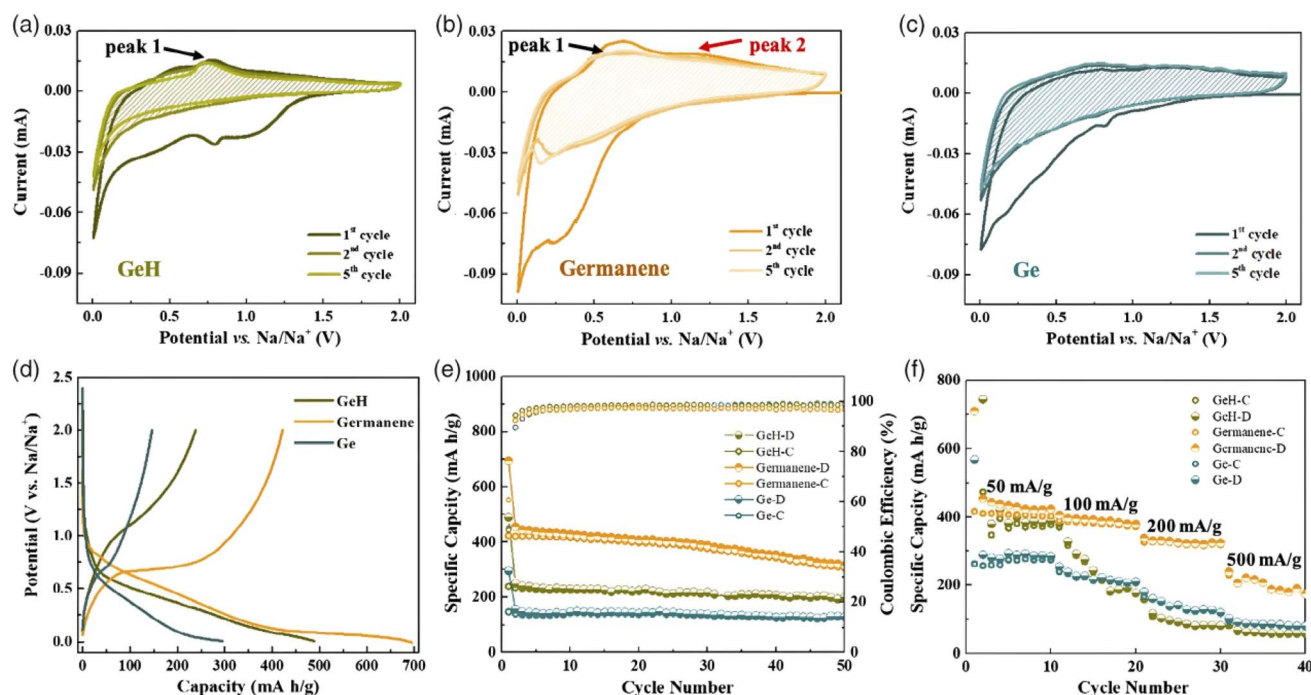 (a)
0.03
0.00
-0.03
-0.06
-0.09
Current (mA)
peak 1
1st cycle
2nd cycle
5th cycle
GeH
0.0 0.5 1.0 1.5 2.0
Potential vs. Na/Na+ (V)
(b)
0.03
0.00
-0.03
-0.06
-0.09
Current (mA)
peak 1
peak 2
1st cycle
2nd cycle
5th cycle
Germanene
0.0 0.5 1.0 1.5 2.0
Potential vs. Na/Na+ (V)
(c)
0.03
0.00
-0.03
-0.06
-0.09
Current (mA)
1st cycle
2nd cycle
5th cycle
Ge
0.0 0.5 1.0 1.5 2.0
Potential vs. Na/Na+ (V)
(d)
2.5
2.0
1.5
1.0
0.5
0.0
Potential (V vs. Na/Na+)
GeH
Germanene
Ge
0 100 200 300 400 500 600 700
Capacity (mA h/g)
(e)
1000
800
600
400
200
0
Specific Capcity (mA h/g)
GeH-D
GeH-C
Germanene-D
Germanene-C
Ge-D
Ge-C
100
80
60
40
20
0
Coulombic Efficiency (%)
0 10 20 30 40 50
Cycle Number
(f)
800
600
400
200
0
Specific Capcity (mA h/g)
GeH-C
GeH-D
Germanene-C
Germanene-D
Ge-C
Ge-D
50 mA/g
100 mA/g
200 mA/g
500 mA/g
0 10 20 30 40
Cycle Number